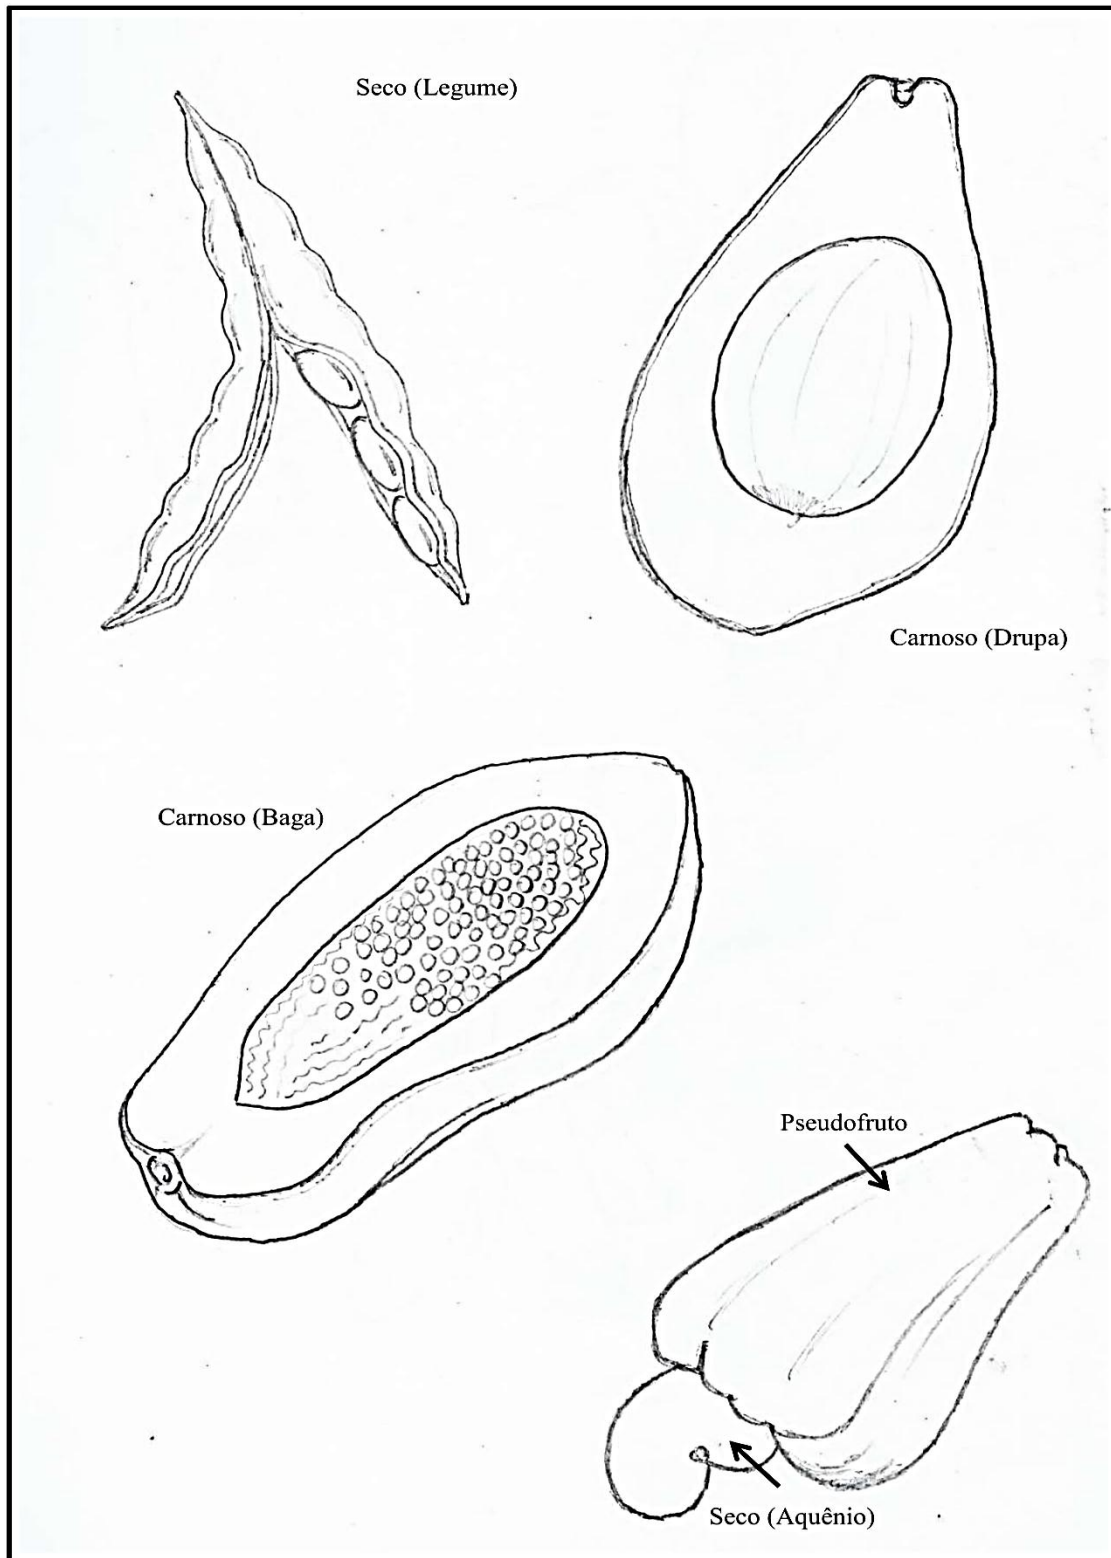 Seco (Legume)
Carnoso (Drupa)
Carnoso (Baga)
Pseudofruto
Seco (Aquênio)